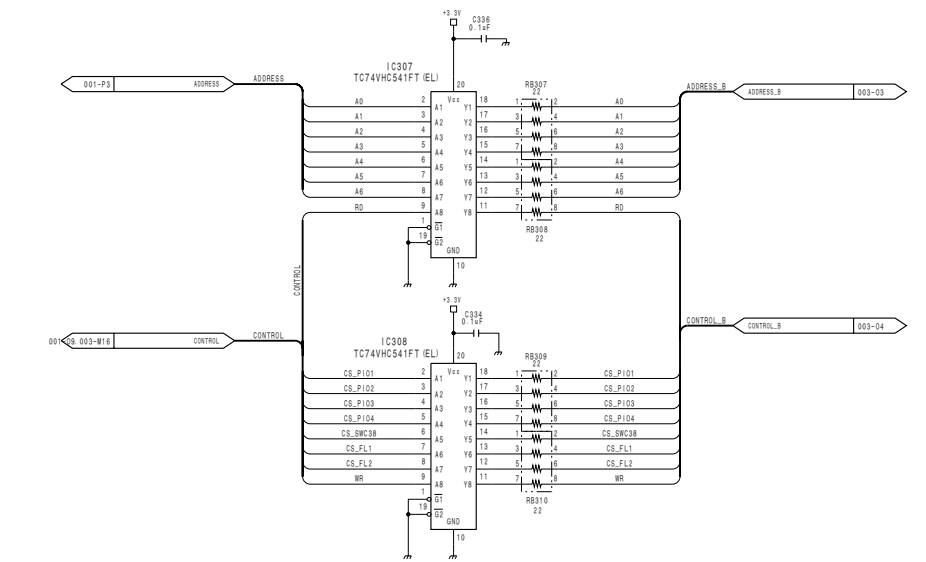 +3.3V
C336
0.1uF
IC307
TC74VHC541FT(EL)
001-P3 ADDRESS
ADDRESS
20
Vcc
RB307
22
ADDRESS_B
ADDRESS_B 003-O3
A0 2 A1 Y1 18 1 2 A0
A1 3 A2 Y2 17 3 4 A1
A2 4 A3 Y3 16 5 6 A2
A3 5 A4 Y4 15 7 8 A3
A4 6 A5 Y5 14 1 2 A4
A5 7 A6 Y6 13 3 4 A5
A6 8 A7 Y7 12 5 6 A6
RD 9 A8 Y8 11 7 8 RD
1 G1
19 G2
GND
10
RB308
22
CONTROL
+3.3V
C334
0.1uF
IC308
TC74VHC541FT(EL)
003-M16 CONTROL
CONTROL
20
Vcc
RB309
22
CONTROL_B
CONTROL_B 003-O4
CS_PIO1 2 A1 Y1 18 1 2 CS_PIO1
CS_PIO2 3 A2 Y2 17 3 4 CS_PIO2
CS_PIO3 4 A3 Y3 16 5 6 CS_PIO3
CS_PIO4 5 A4 Y4 15 7 8 CS_PIO4
CS_SWC38 6 A5 Y5 14 1 2 CS_SWC38
CS_FL1 7 A6 Y6 13 3 4 CS_FL1
CS_FL2 8 A7 Y7 12 5 6 CS_FL2
WR 9 A8 Y8 11 7 8 WR
1 G1
19 G2
GND
10
RB310
22